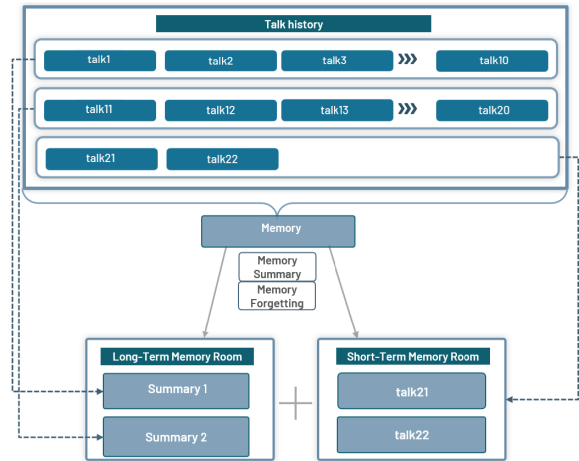 Talk history
talk1 talk2 talk3 »» talk10
talk11 talk12 talk13 »» talk20
talk21 talk22
Memory
Memory
Summary
Memory
Forgetting
Long-Term Memory Room Short-Term Memory Room
Summary 1 + talk21
Summary 2 talk22